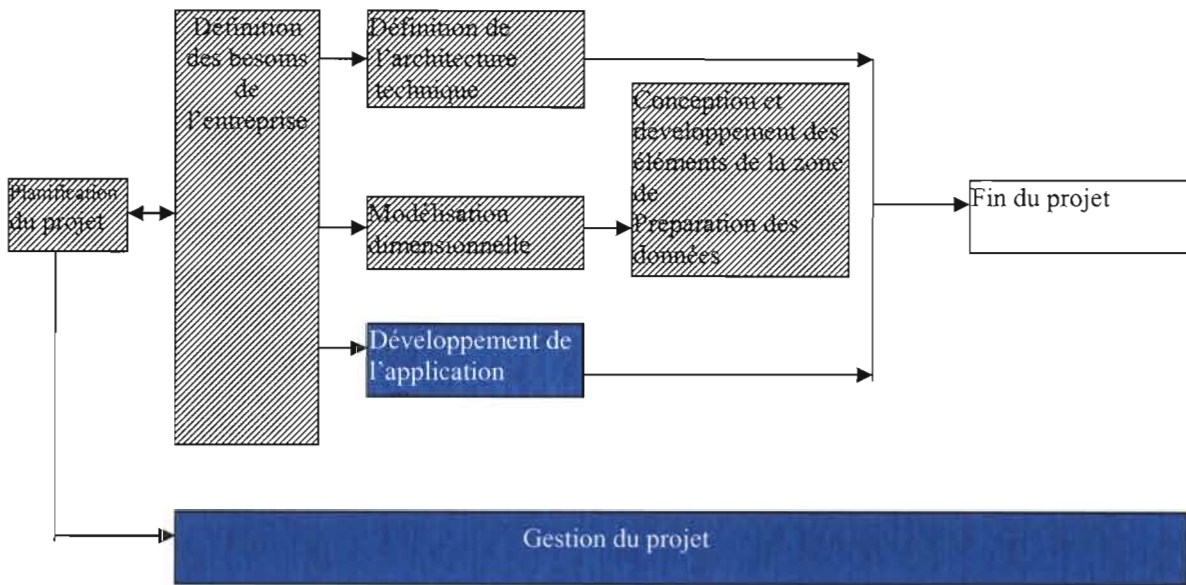 Planification
du projet
Définition
des besoins
de
l'entreprise
Définition de
l'architecture
technique
Modélisation
dimensionnelle
Développement de
l'application
Conception et
développement des
éléments de la zone
de
Préparation des
données
Fin du projet
Gestion du projet